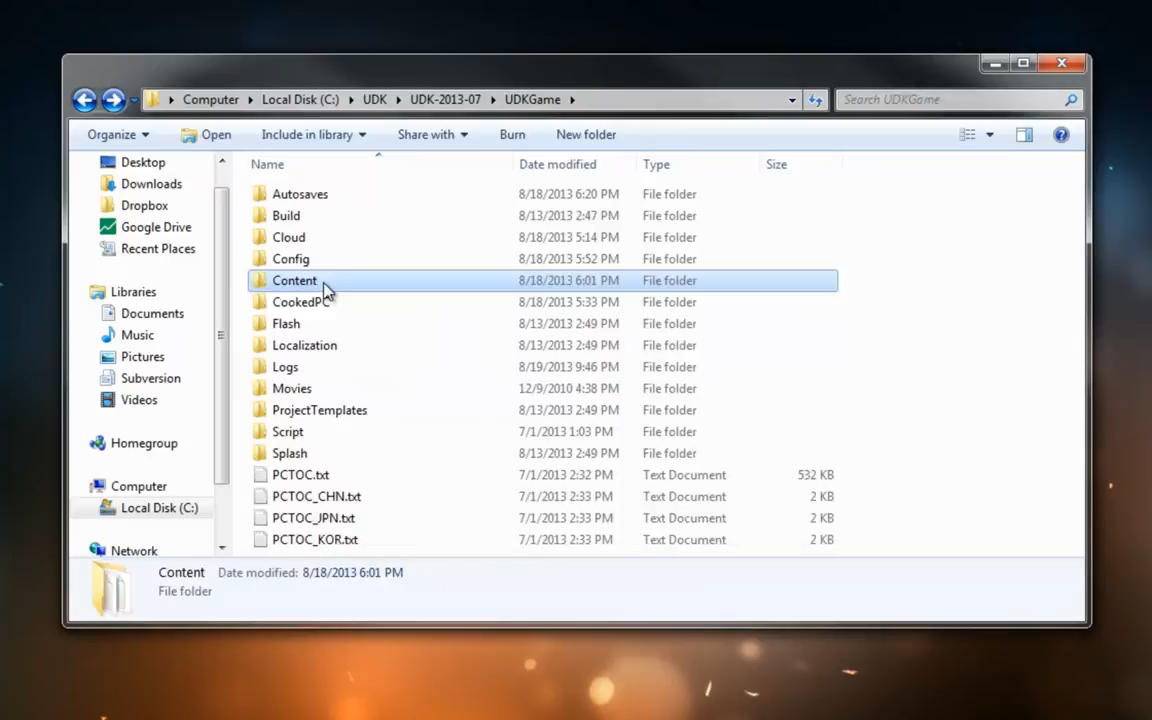 Computer Local Disk (C:) UDK UDK-2013-07 UDKGame Search UDKGame
Organize Open Include in library Share with Burn New folder
Desktop
Downloads
Dropbox
Google Drive
Recent Places
Libraries
Documents
Music
Pictures
Subversion
Videos
Homegroup
Computer
Local Disk (C:)
Network
Name Date modified Type Size
Autosaves 8/18/2013 6:20 PM File folder
Build 8/13/2013 2:47 PM File folder
Cloud 8/18/2013 5:14 PM File folder
Config 8/18/2013 5:52 PM File folder
Content 8/18/2013 6:01 PM File folder
CookedPC 8/18/2013 5:33 PM File folder
Flash 8/13/2013 2:49 PM File folder
Localization 8/13/2013 2:49 PM File folder
Logs 8/19/2013 9:46 PM File folder
Movies 12/9/2010 4:38 PM File folder
ProjectTemplates 8/13/2013 2:49 PM File folder
Script 7/1/2013 1:03 PM File folder
Splash 8/13/2013 2:49 PM File folder
PCTOC.txt 7/1/2013 2:32 PM Text Document 532 KB
PCTOC_CHN.txt 7/1/2013 2:33 PM Text Document 2 KB
PCTOC_JPN.txt 7/1/2013 2:33 PM Text Document 2 KB
PCTOC_KOR.txt 7/1/2013 2:33 PM Text Document 2 KB
Content Date modified: 8/18/2013 6:01 PM
File folder